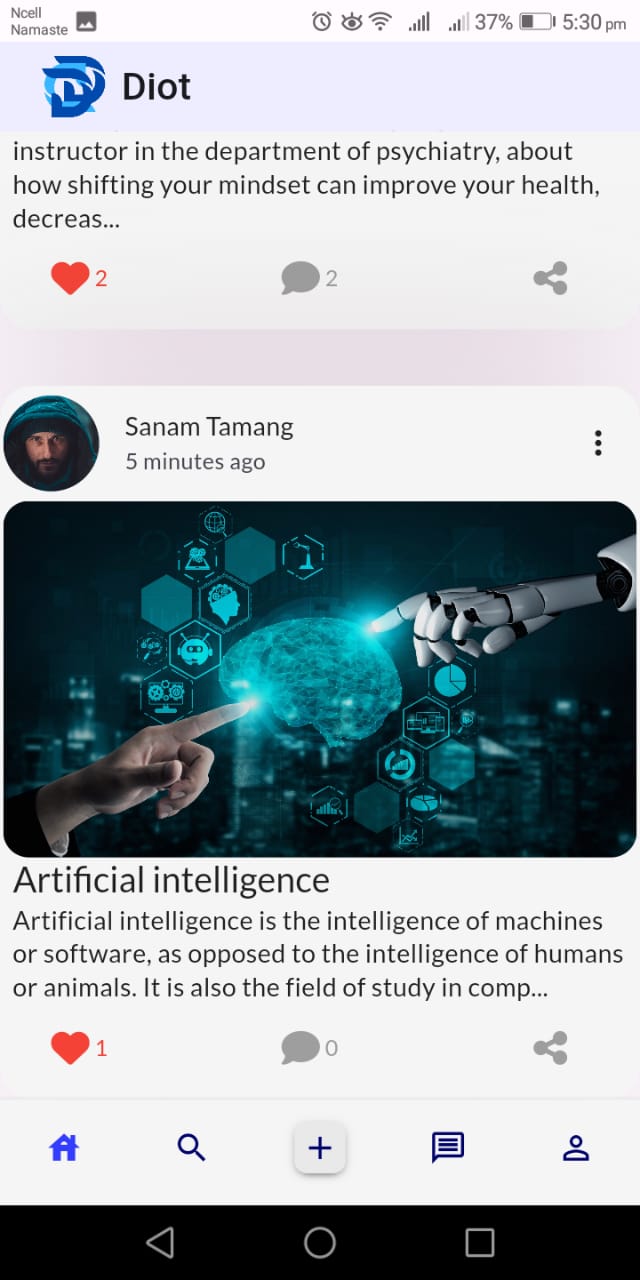 Ncell
Namaste
37%
5:30 pm
Diot
instructor in the department of psychiatry, about
how shifting your mindset can improve your health,
decreas...
2
2
Sanam Tamang
5 minutes ago
Artificial intelligence
Artificial intelligence is the intelligence of machines
or software, as opposed to the intelligence of humans
or animals. It is also the field of study in comp...
1
0